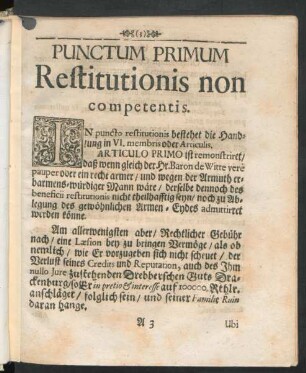 (1)
PUNCTUM PRIMUM
Restitutionis non
competentis.
IN puncto restitutionis bestehet die Hand-
lung in VI. membris oder Articulis.
ARTICULO PRIMO ist remonstriret/
daß wenn gleich der Hr. Baron de Witte verè
pauper oder ein recht armer / und wegen der Armuth er-
barmens-würdiger Mann wäre / derselbe dennoch des
beneficii restitutionis nicht theilhafftig seyn / noch zu Ab-
legung des gewöhnlichen Armen-Eydes admittiret
werden könne.
Am allerwenigsten aber / Rechtlicher Gebühr
nach / eine Læsion bey zu bringen Vermöge / als ob
nemlich / wie Er vorzugeben sich nicht scheuet / der
Verlust seines Credits und Reputation, auch des Ihm
nullo Jure zustehenden Stedderschen Guts Dra-
ckenburg / so Er in pretio & interesse auf 100000. Rthlr.
anschläget / folglich sein / und seiner Familiæ Ruin
daran hange.
A 3 Ubi